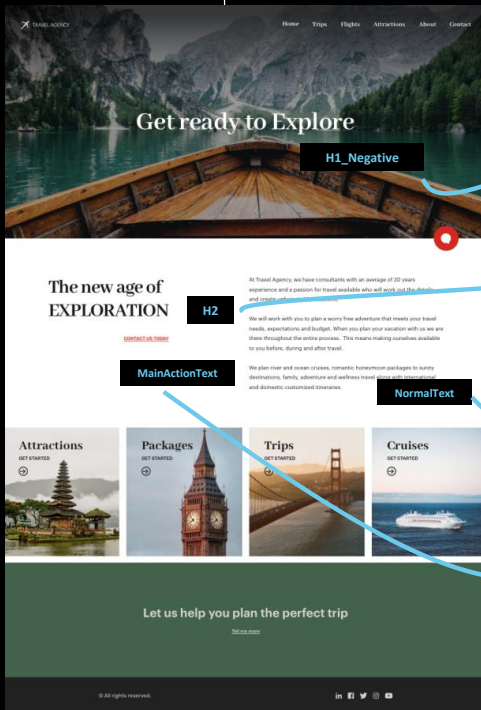 TRAVEL AGENCY
Home Trips Flights Attractions About Contact
Get ready to Explore
H1_Negative
The new age of
EXPLORATION
H2
CONTACT US TODAY
MainActionText
At Travel Agency, we have consultants with an average of 20 years
experience and a passion for travel available who will work out the details
and create
We will work with you to plan a worry free adventure that meets your travel
needs, expectations and budget. When you plan your vacation with us we are
there throughout the entire process. This means making ourselves available
to you before, during and after travel.
We plan river and ocean cruises, romantic honeymoon packages to sunny
destinations, family, adventure and wellness travel along with international
and domestic customized itineraries.
NormalText
Attractions
GET STARTED
Packages
GET STARTED
Trips
GET STARTED
Cruises
GET STARTED
Let us help you plan the perfect trip
Tell me more
© All rights reserved.